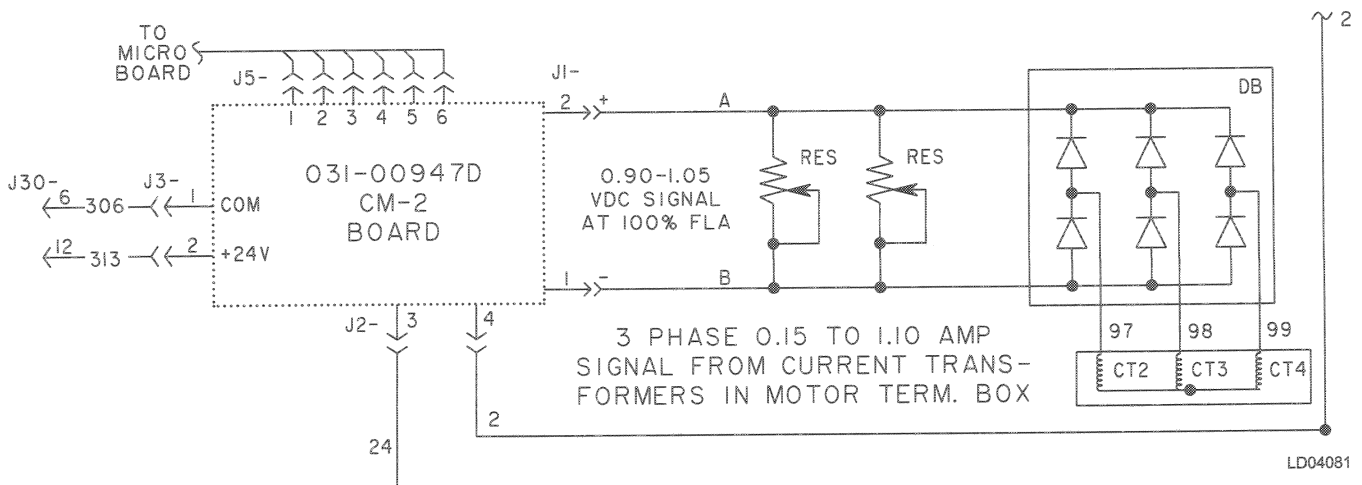 TO
MICRO
BOARD
J5-
1 2 3 4 5 6
J1-
2 +
A
DB
2
RES
RES
031-00947D
CM-2
BOARD
0.90-1.05
VDC SIGNAL
AT 100% FLA
J30-
6
306
J3-
1
COM
12
313
2
+24V
1 -
B
J2-
3
4
3 PHASE 0.15 TO 1.10 AMP
SIGNAL FROM CURRENT TRANS-
FORMERS IN MOTOR TERM. BOX
97
98
99
CT2
CT3
CT4
2
24
LD04081